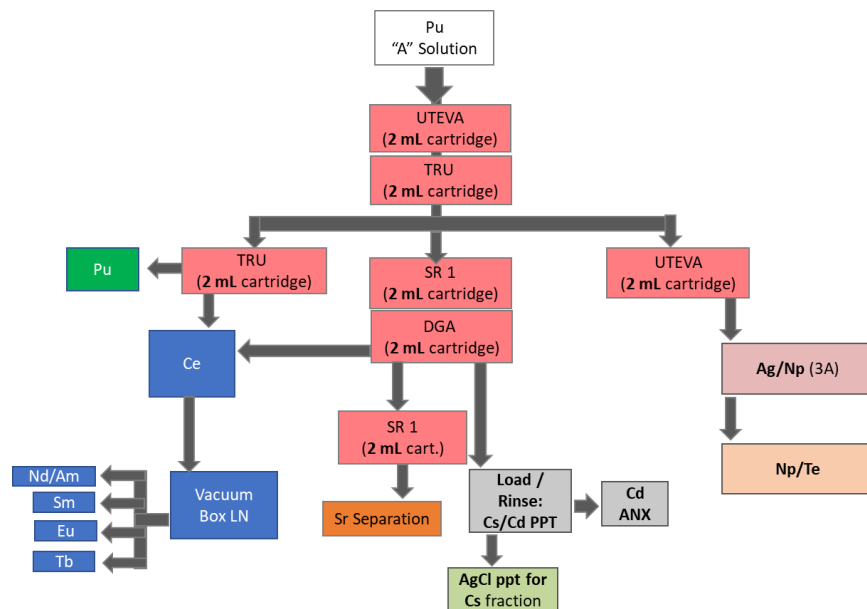 Pu
“A” Solution
UTEVA
(2 mL cartridge)
TRU
(2 mL cartridge)
Pu
TRU
(2 mL cartridge)
SR 1
(2 mL cartridge)
UTEVA
(2 mL cartridge)
DGA
(2 mL cartridge)
Ce
Ag/Np (3A)
SR 1
(2 mL cart.)
Np/Te
Nd/Am
Sm
Eu
Tb
Vacuum
Box LN
Sr Separation
Load /
Rinse:
Cs/Cd PPT
Cd
ANX
AgCl ppt for
Cs fraction